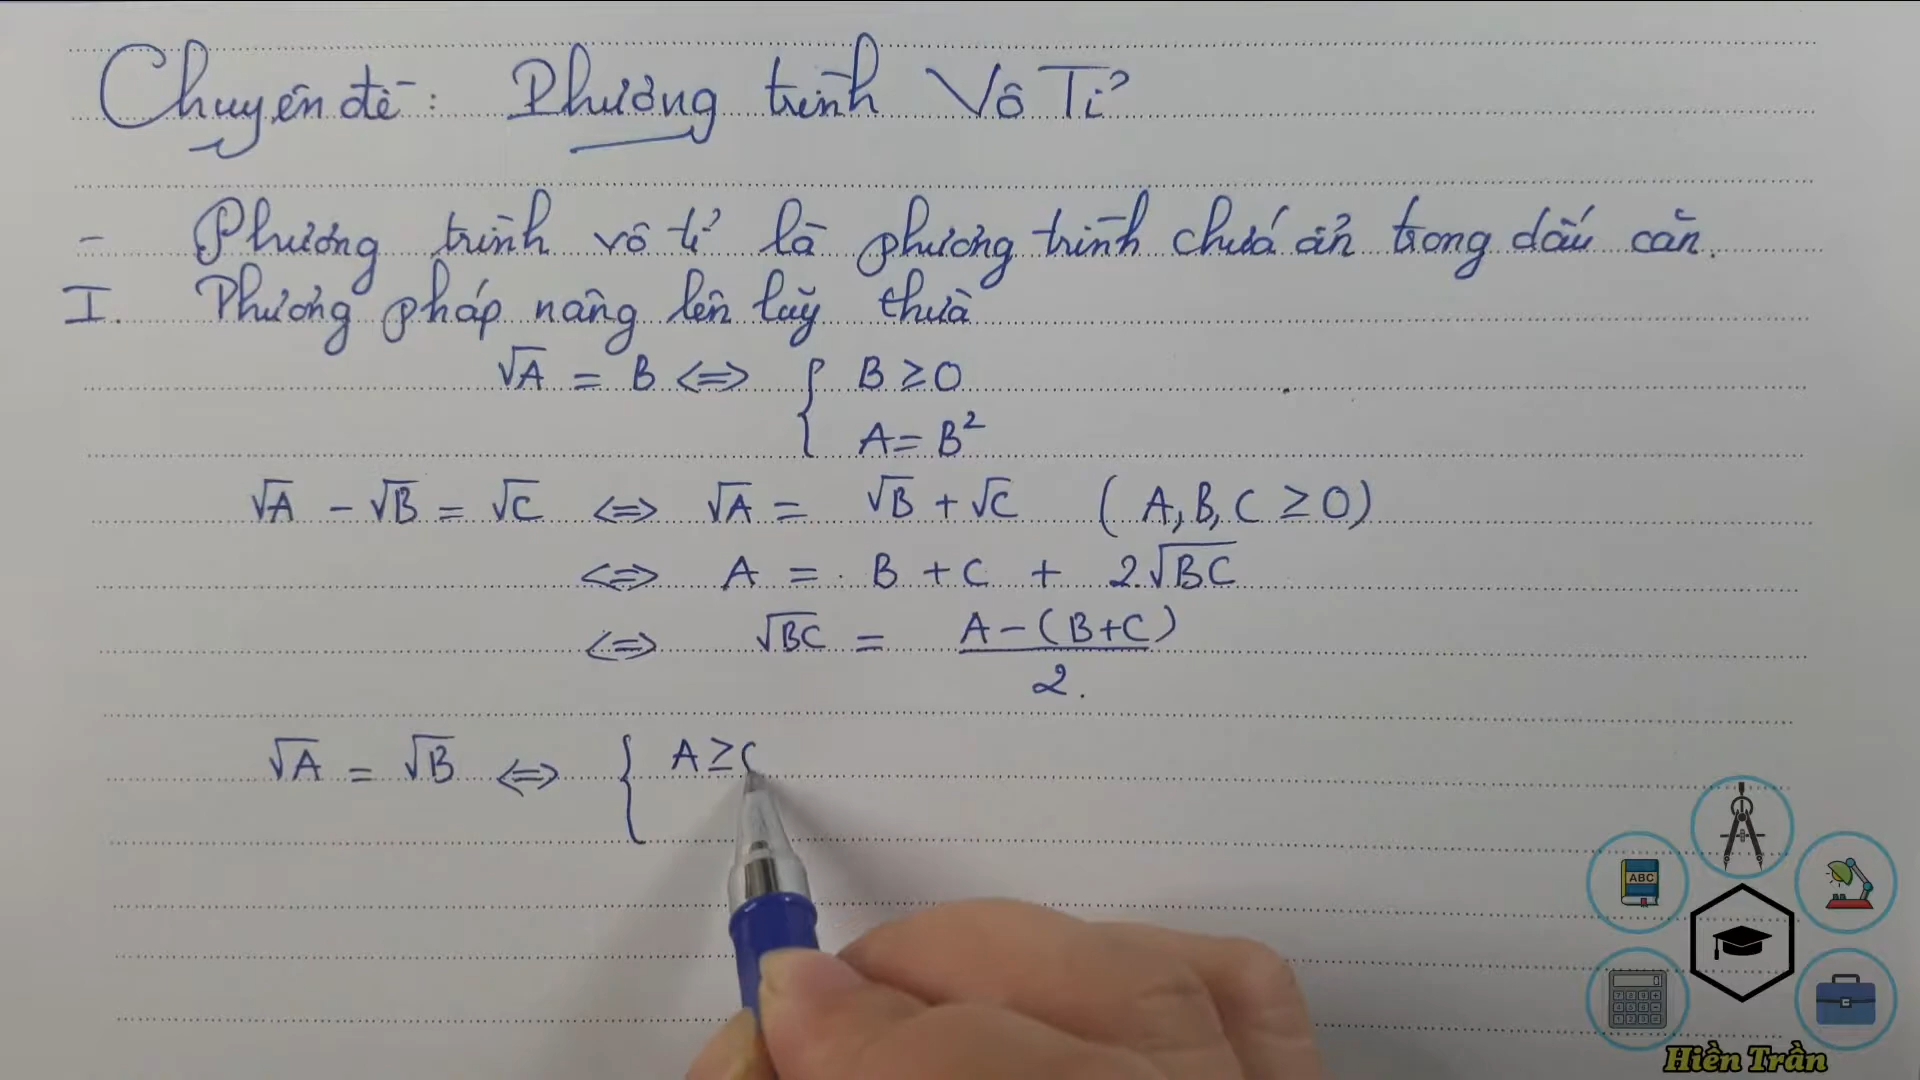 Chuyên đề: Phương trình Vô Tỉ
- Phương trình vô tỉ là phương trình chứa ẩn trong dấu căn.
I. Phương pháp nâng lên lũy thừa
√A = B <=> { B ≥ 0
A = B²
√A - √B = √C <=> √A = √B + √C ( A, B, C ≥ 0)
<=> A = B + C + 2.√BC
<=> √BC = A - (B+C) / 2.
√A = √B <=> { A ≥
ABC
Hiền Trần